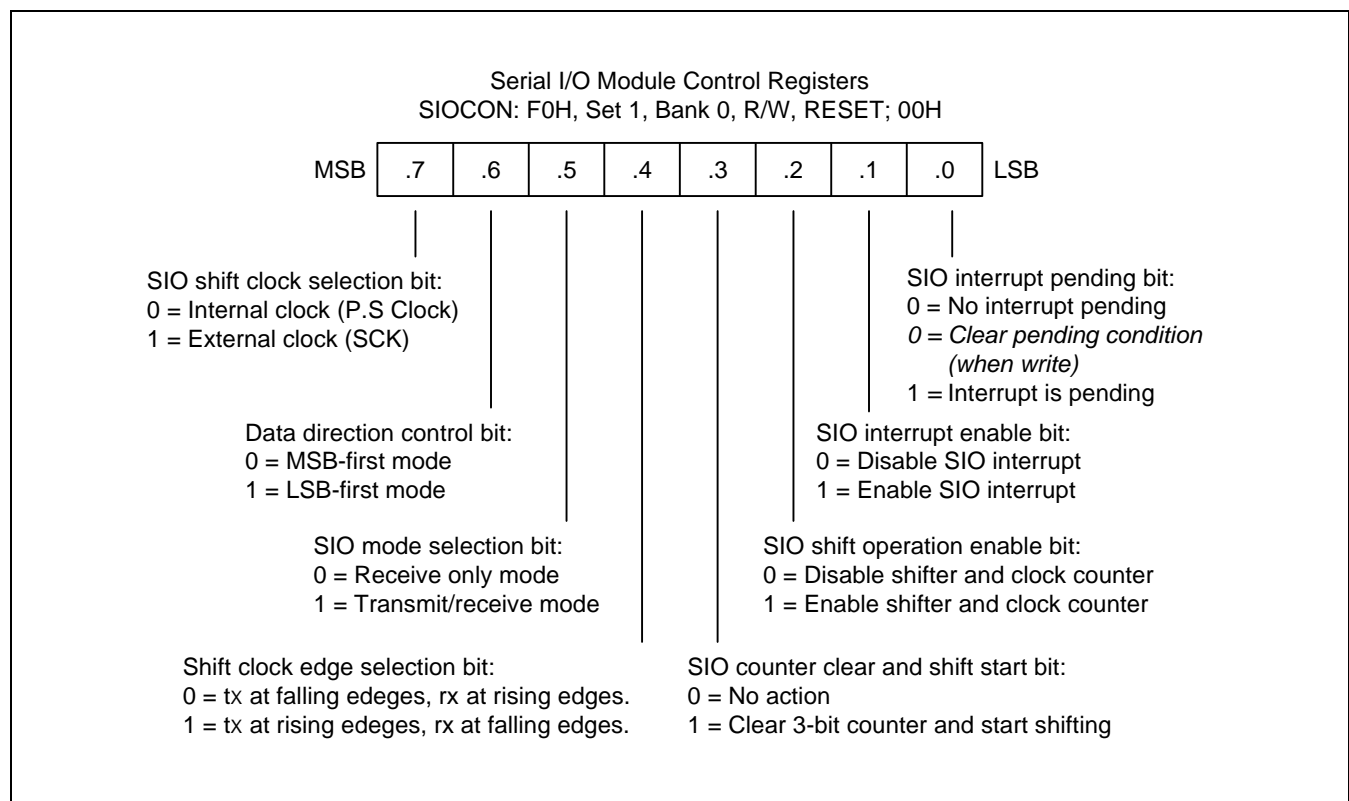 Serial I/O Module Control Registers
SIOCON: F0H, Set 1, Bank 0, R/W, RESET; 00H
MSB .7 .6 .5 .4 .3 .2 .1 .0 LSB
SIO shift clock selection bit:
0 = Internal clock (P.S Clock)
1 = External clock (SCK)
SIO interrupt pending bit:
0 = No interrupt pending
0 = Clear pending condition
(when write)
1 = Interrupt is pending
Data direction control bit:
0 = MSB-first mode
1 = LSB-first mode
SIO interrupt enable bit:
0 = Disable SIO interrupt
1 = Enable SIO interrupt
SIO mode selection bit:
0 = Receive only mode
1 = Transmit/receive mode
SIO shift operation enable bit:
0 = Disable shifter and clock counter
1 = Enable shifter and clock counter
Shift clock edge selection bit:
0 = tx at falling edeges, rx at rising edges.
1 = tx at rising edeges, rx at falling edges.
SIO counter clear and shift start bit:
0 = No action
1 = Clear 3-bit counter and start shifting